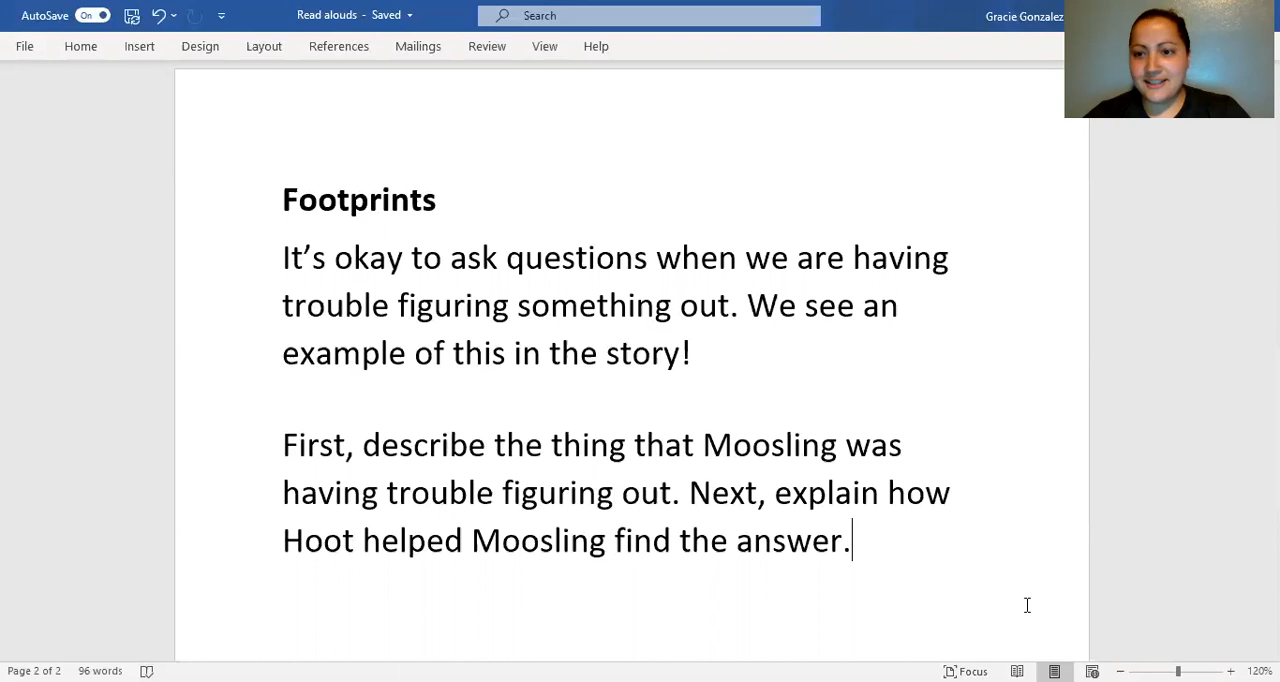 AutoSave On Read alouds - Saved Search Gracie Gonzalez
File Home Insert Design Layout References Mailings Review View Help
Footprints
It’s okay to ask questions when we are having
trouble figuring something out. We see an
example of this in the story!
First, describe the thing that Moosling was
having trouble figuring out. Next, explain how
Hoot helped Moosling find the answer.
Page 2 of 2 96 words Focus 120%